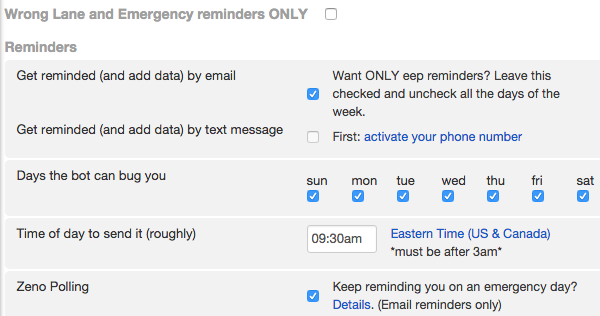 Wrong Lane and Emergency reminders ONLY
Reminders
Get reminded (and add data) by email
Want ONLY eep reminders? Leave this
checked and uncheck all the days of the
week.
Get reminded (and add data) by text message
First: activate your phone number
Days the bot can bug you
sun mon tue wed thu fri sat
Time of day to send it (roughly)
09:30am
Eastern Time (US & Canada)
*must be after 3am*
Zeno Polling
Keep reminding you on an emergency day?
Details. (Email reminders only)